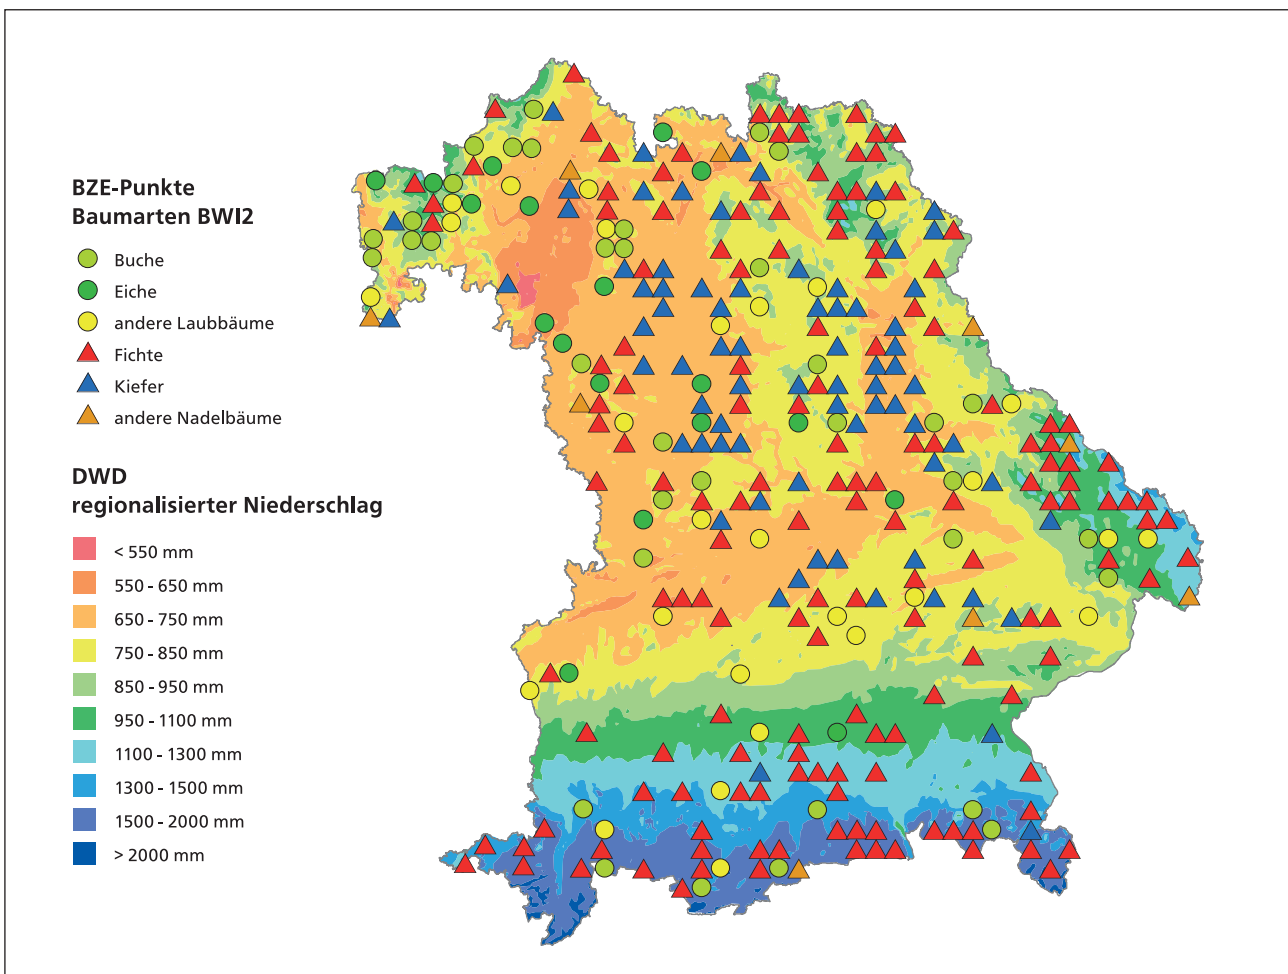 BZE-Punkte
Baumarten BWI2
Buche
Eiche
andere Laubbäume
Fichte
Kiefer
andere Nadelbäume
DWD
regionalisierter Niederschlag
< 550 mm
550 - 650 mm
650 - 750 mm
750 - 850 mm
850 - 950 mm
950 - 1100 mm
1100 - 1300 mm
1300 - 1500 mm
1500 - 2000 mm
> 2000 mm